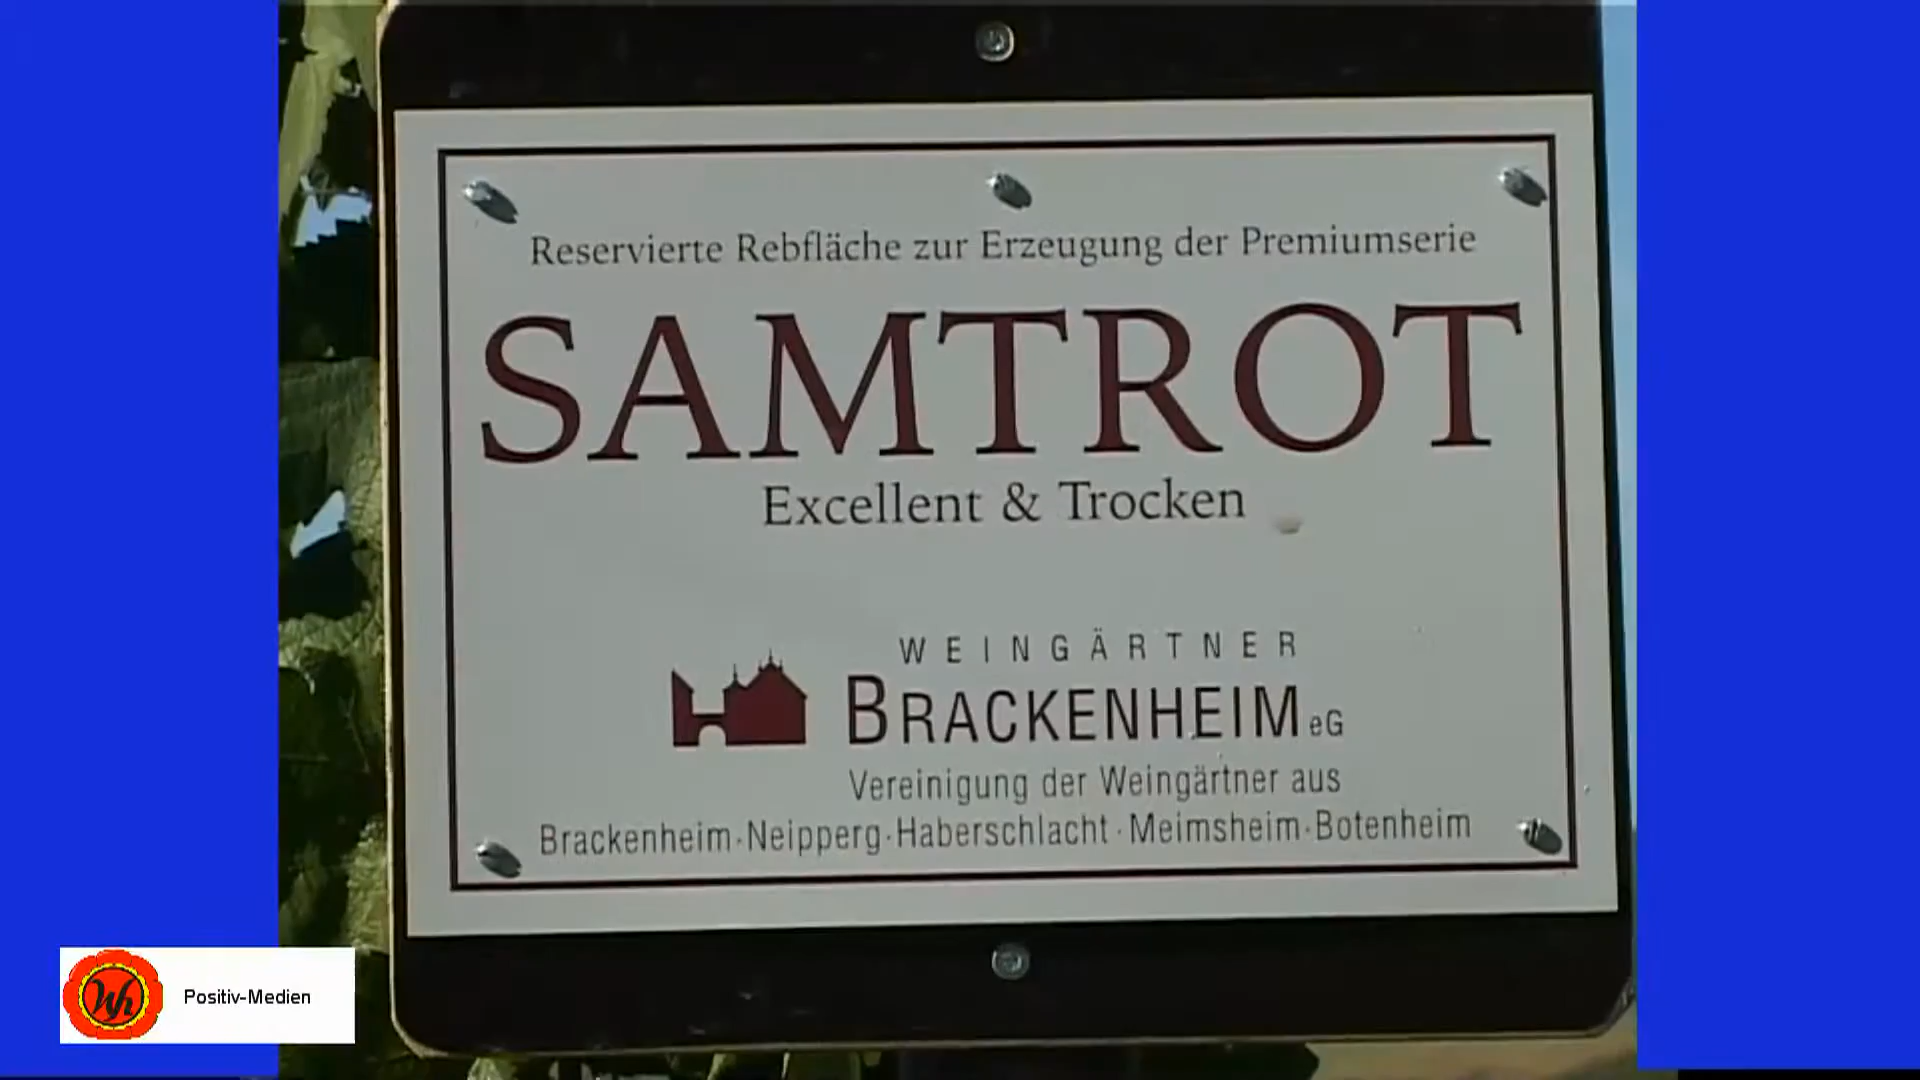 Reservierte Rebfläche zur Erzeugung der Premiumserie
SAMTROT
Excellent & Trocken
WEINGÄRTNER
BRACKENHEIM eG
Vereinigung der Weingärtner aus
Brackenheim·Neipperg·Haberschlacht·Meimsheim·Botenheim
Wh
Positiv-Medien